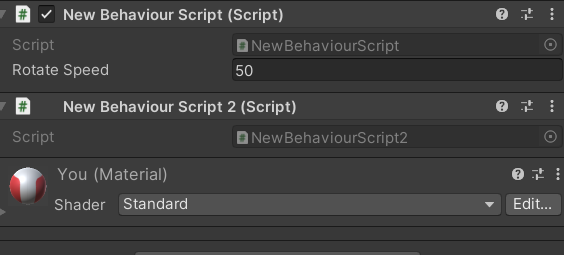 New Behaviour Script (Script)
Script NewBehaviourScript
Rotate Speed 50
New Behaviour Script 2 (Script)
Script NewBehaviourScript2
You (Material)
Shader Standard Edit...